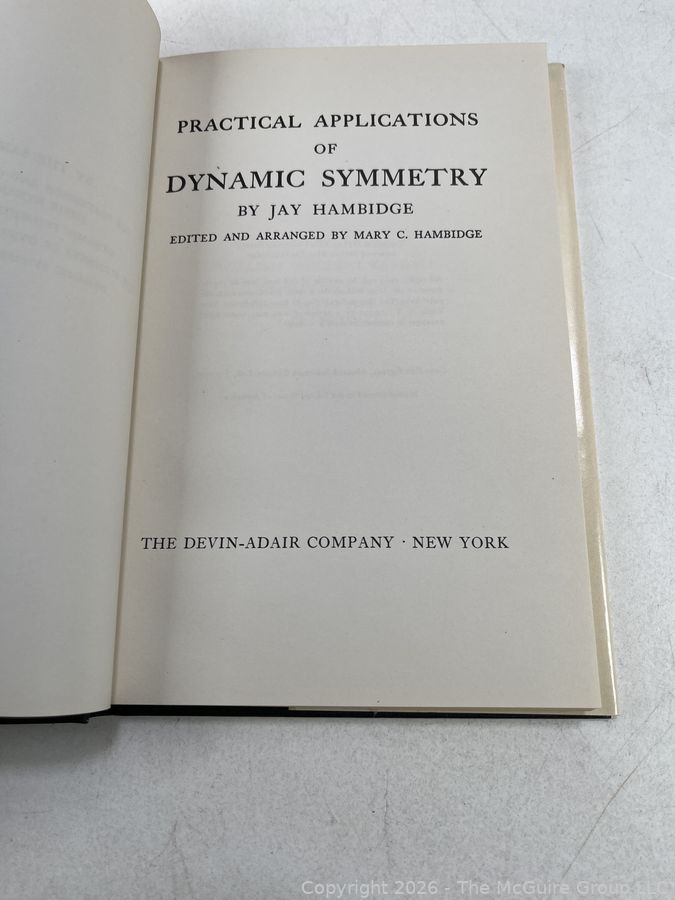 PRACTICAL APPLICATIONS
OF
DYNAMIC SYMMETRY
BY JAY HAMBIDGE
EDITED AND ARRANGED BY MARY C. HAMBIDGE
THE DEVIN-ADAIR COMPANY · NEW YORK
Copyright 2026 - The McGuire Group LLC